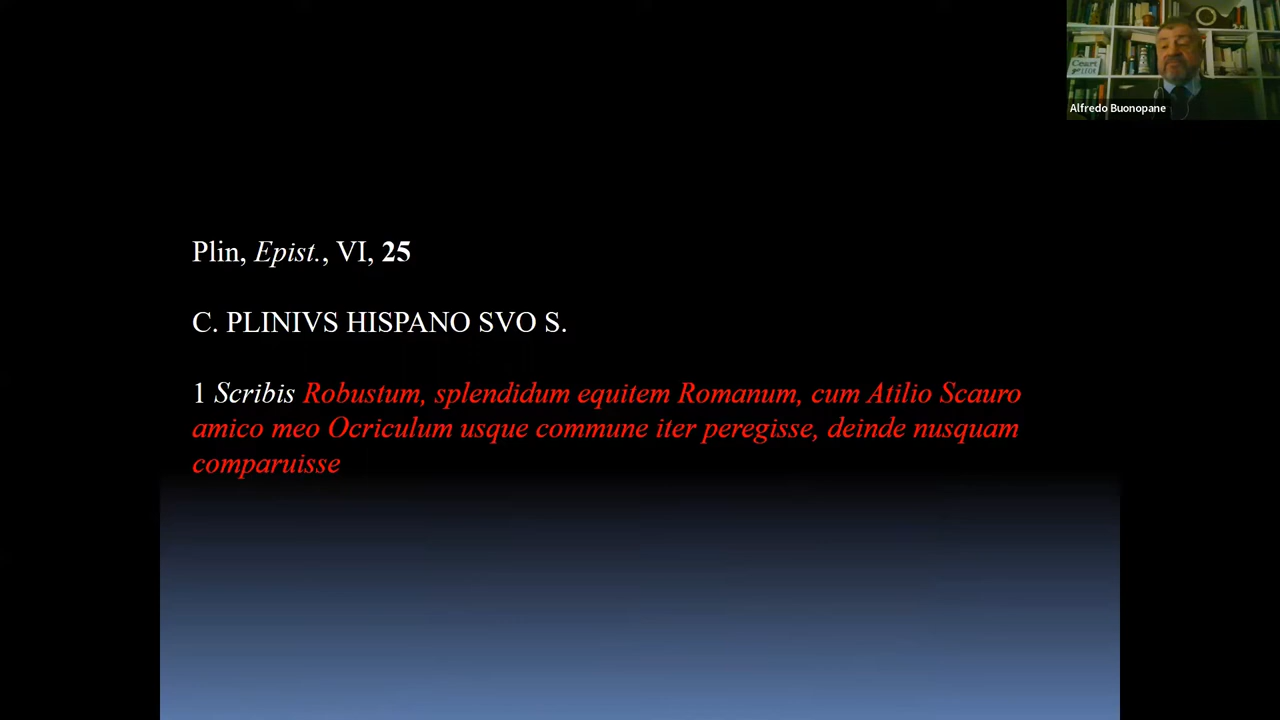 Alfredo Buonopane
Plin, Epist., VI, 25
C. PLINIVS HISPANO SVO S.
1 Scribis Robustum, splendidum equitem Romanum, cum Atilio Scauro
amico meo Ocriculum usque commune iter peregisse, deinde nusquam
comparuisse